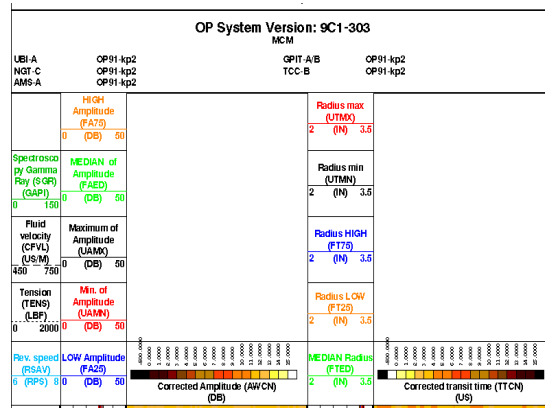 OP System Version: 9C1-303
MCM
UBI-A OP91-kp2 GPIT-A/B OP91-kp2
NGT-C OP91-kp2 TCC-B OP91-kp2
AMS-A OP91-kp2
HIGH
Amplitude
(FA75)
0 (DB) 50
Radius max
(UTMX)
2 (IN) 3.5
Spectrosco
py Gamma
Ray (SGR)
(GAPI)
0 150
MEDIAN of
Amplitude
(FAED)
0 (DB) 50
Radius min
(UTMN)
2 (IN) 3.5
Fluid
velocity
(CFVL)
(US/M)
450 750
Maximum of
Amplitude
(UAMX)
0 (DB) 50
Radius HIGH
(FT75)
2 (IN) 3.5
Tension
(TENS)
(LBF)
0 2000
Min. of
Amplitude
(UAMN)
0 (DB) 50
Radius LOW
(FT25)
2 (IN) 3.5
Rev. speed
(RSAV)
6 (RPS) 8
LOW Amplitude
(FA25)
0 (DB) 50
Corrected Amplitude (AWCN)
(DB)
MEDIAN Radius
(FTED)
2 (IN) 3.5
Corrected transit time (TTCN)
(US)